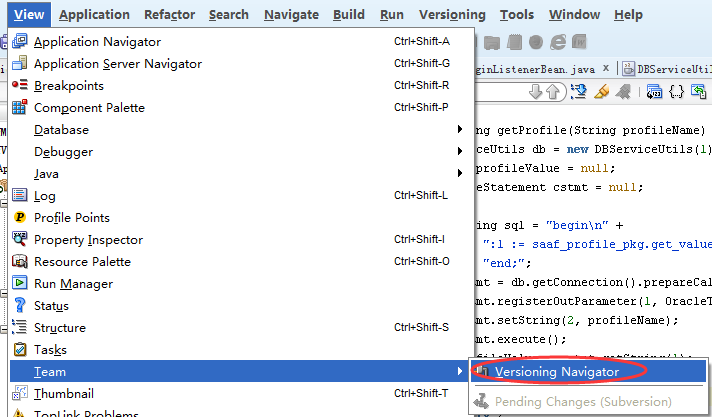 View Application Refactor Search Navigate Build Run Versioning Tools Window Help
Application Navigator Ctrl+Shift-A
Application Server Navigator Ctrl+Shift-G
Breakpoints Ctrl+Shift-R
Component Palette Ctrl+Shift-P
Database
Debugger
Java
Log Ctrl+Shift-L
Profile Points
Property Inspector Ctrl+Shift-I
Resource Palette Ctrl+Shift-O
Run Manager
Status
Structure Ctrl+Shift-S
Tasks
Team
Thumbnail Ctrl+Shift-T
TopLink Problems
Versioning Navigator
Pending Changes (Subversion)
ginListenerBean.java x DBServiceUtil
ng getProfile(String profileName)
iceUtils db = new DBServiceUtils(1)
profileValue = null;
eStatement cstmt = null;
ng sql = "begin\n" +
":1 := saaf_profile_pkg.get_value
"end;";
mt = db.getConnection().prepareCal
mt.registerOutParameter(1, OracleT
mt.setString(2, profileName);
mt.execute();